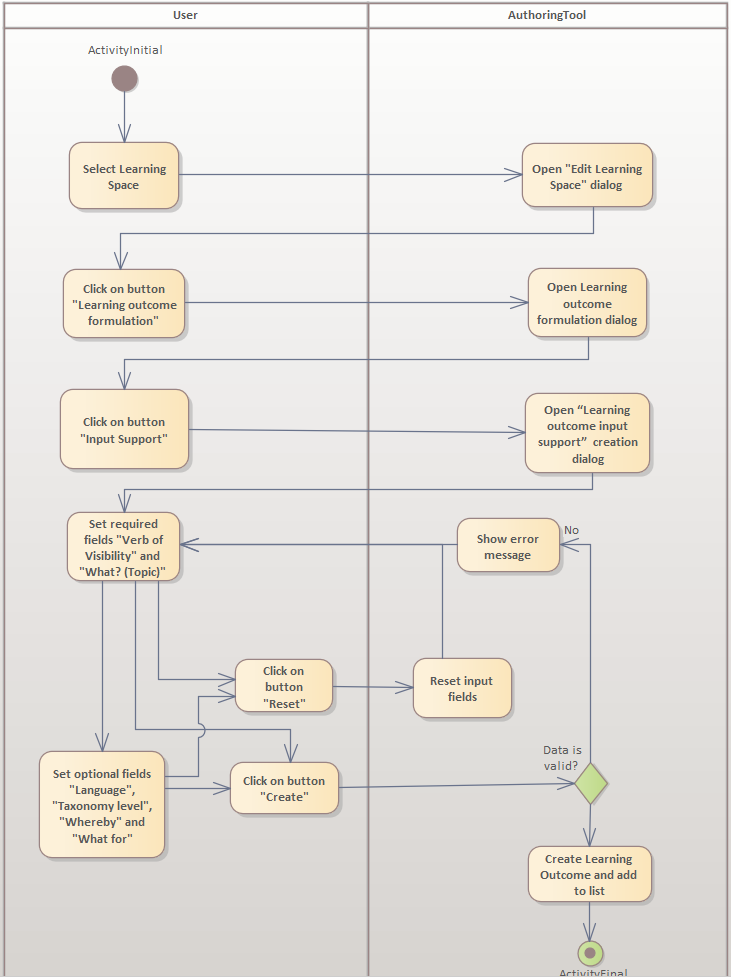 User
AuthoringTool
ActivityInitial
Select Learning
Space
Open "Edit Learning
Space" dialog
Click on button
"Learning outcome
formulation"
Open Learning
outcome
formulation dialog
Click on button
"Input Support"
Open “Learning
outcome input
support” creation
dialog
Set required
fields "Verb of
Visibility" and
"What? (Topic)"
Show error
message
No
Click on
button
"Reset"
Reset input
fields
Data is
valid?
Set optional fields
"Language",
"Taxonomy level",
"Whereby" and
"What for"
Click on button
"Create"
Create Learning
Outcome and add
to list
ActivityFinal